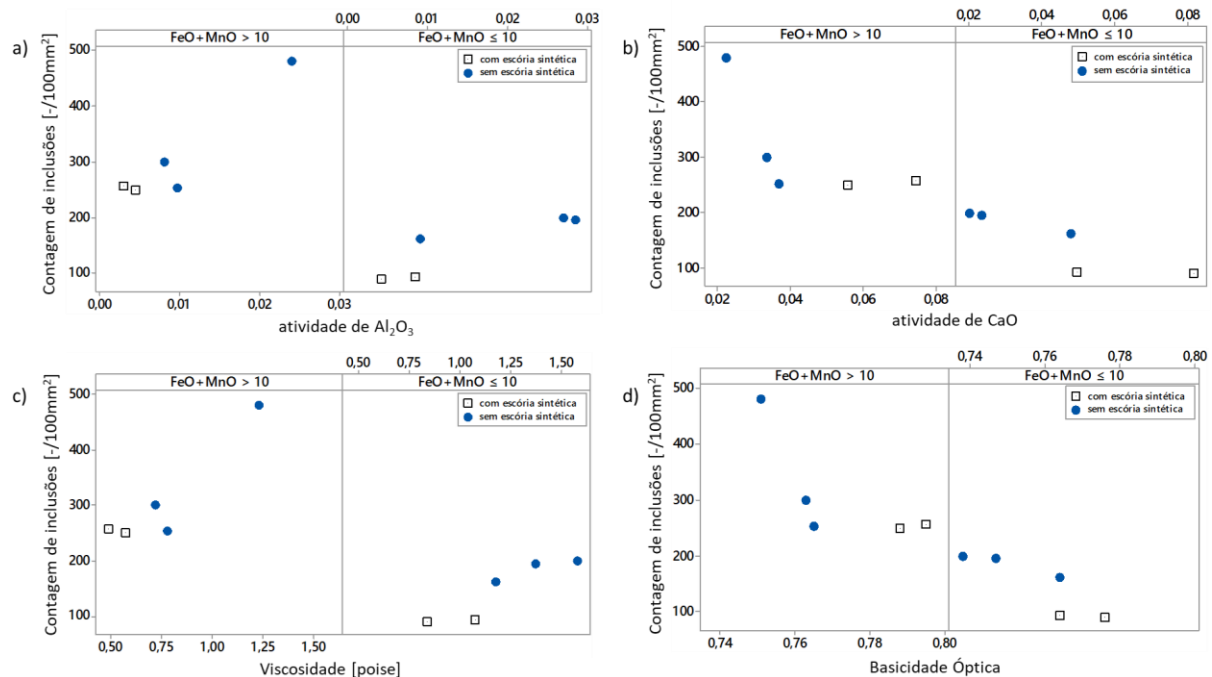 a)
0,00 0,01 0,02 0,03
FeO+MnO > 10 FeO+MnO ≤ 10
com escória sintética
sem escória sintética
Contagem de inclusões [-/100mm²]
500
400
300
200
100
0,00 0,01 0,02 0,03
atividade de Al₂O₃
b)
0,02 0,04 0,06 0,08
FeO+MnO > 10 FeO+MnO ≤ 10
com escória sintética
sem escória sintética
Contagem de inclusões [-/100mm²]
500
400
300
200
100
0,02 0,04 0,06 0,08
atividade de CaO
c)
0,50 0,75 1,00 1,25 1,50
FeO+MnO > 10 FeO+MnO ≤ 10
com escória sintética
sem escória sintética
Contagem de inclusões [-/100mm²]
500
400
300
200
100
0,50 0,75 1,00 1,25 1,50
Viscosidade [poise]
d)
0,74 0,76 0,78 0,80
FeO+MnO > 10 FeO+MnO ≤ 10
com escória sintética
sem escória sintética
Contagem de inclusões [-/100mm²]
500
400
300
200
100
0,74 0,76 0,78 0,80
Basicidade Óptica